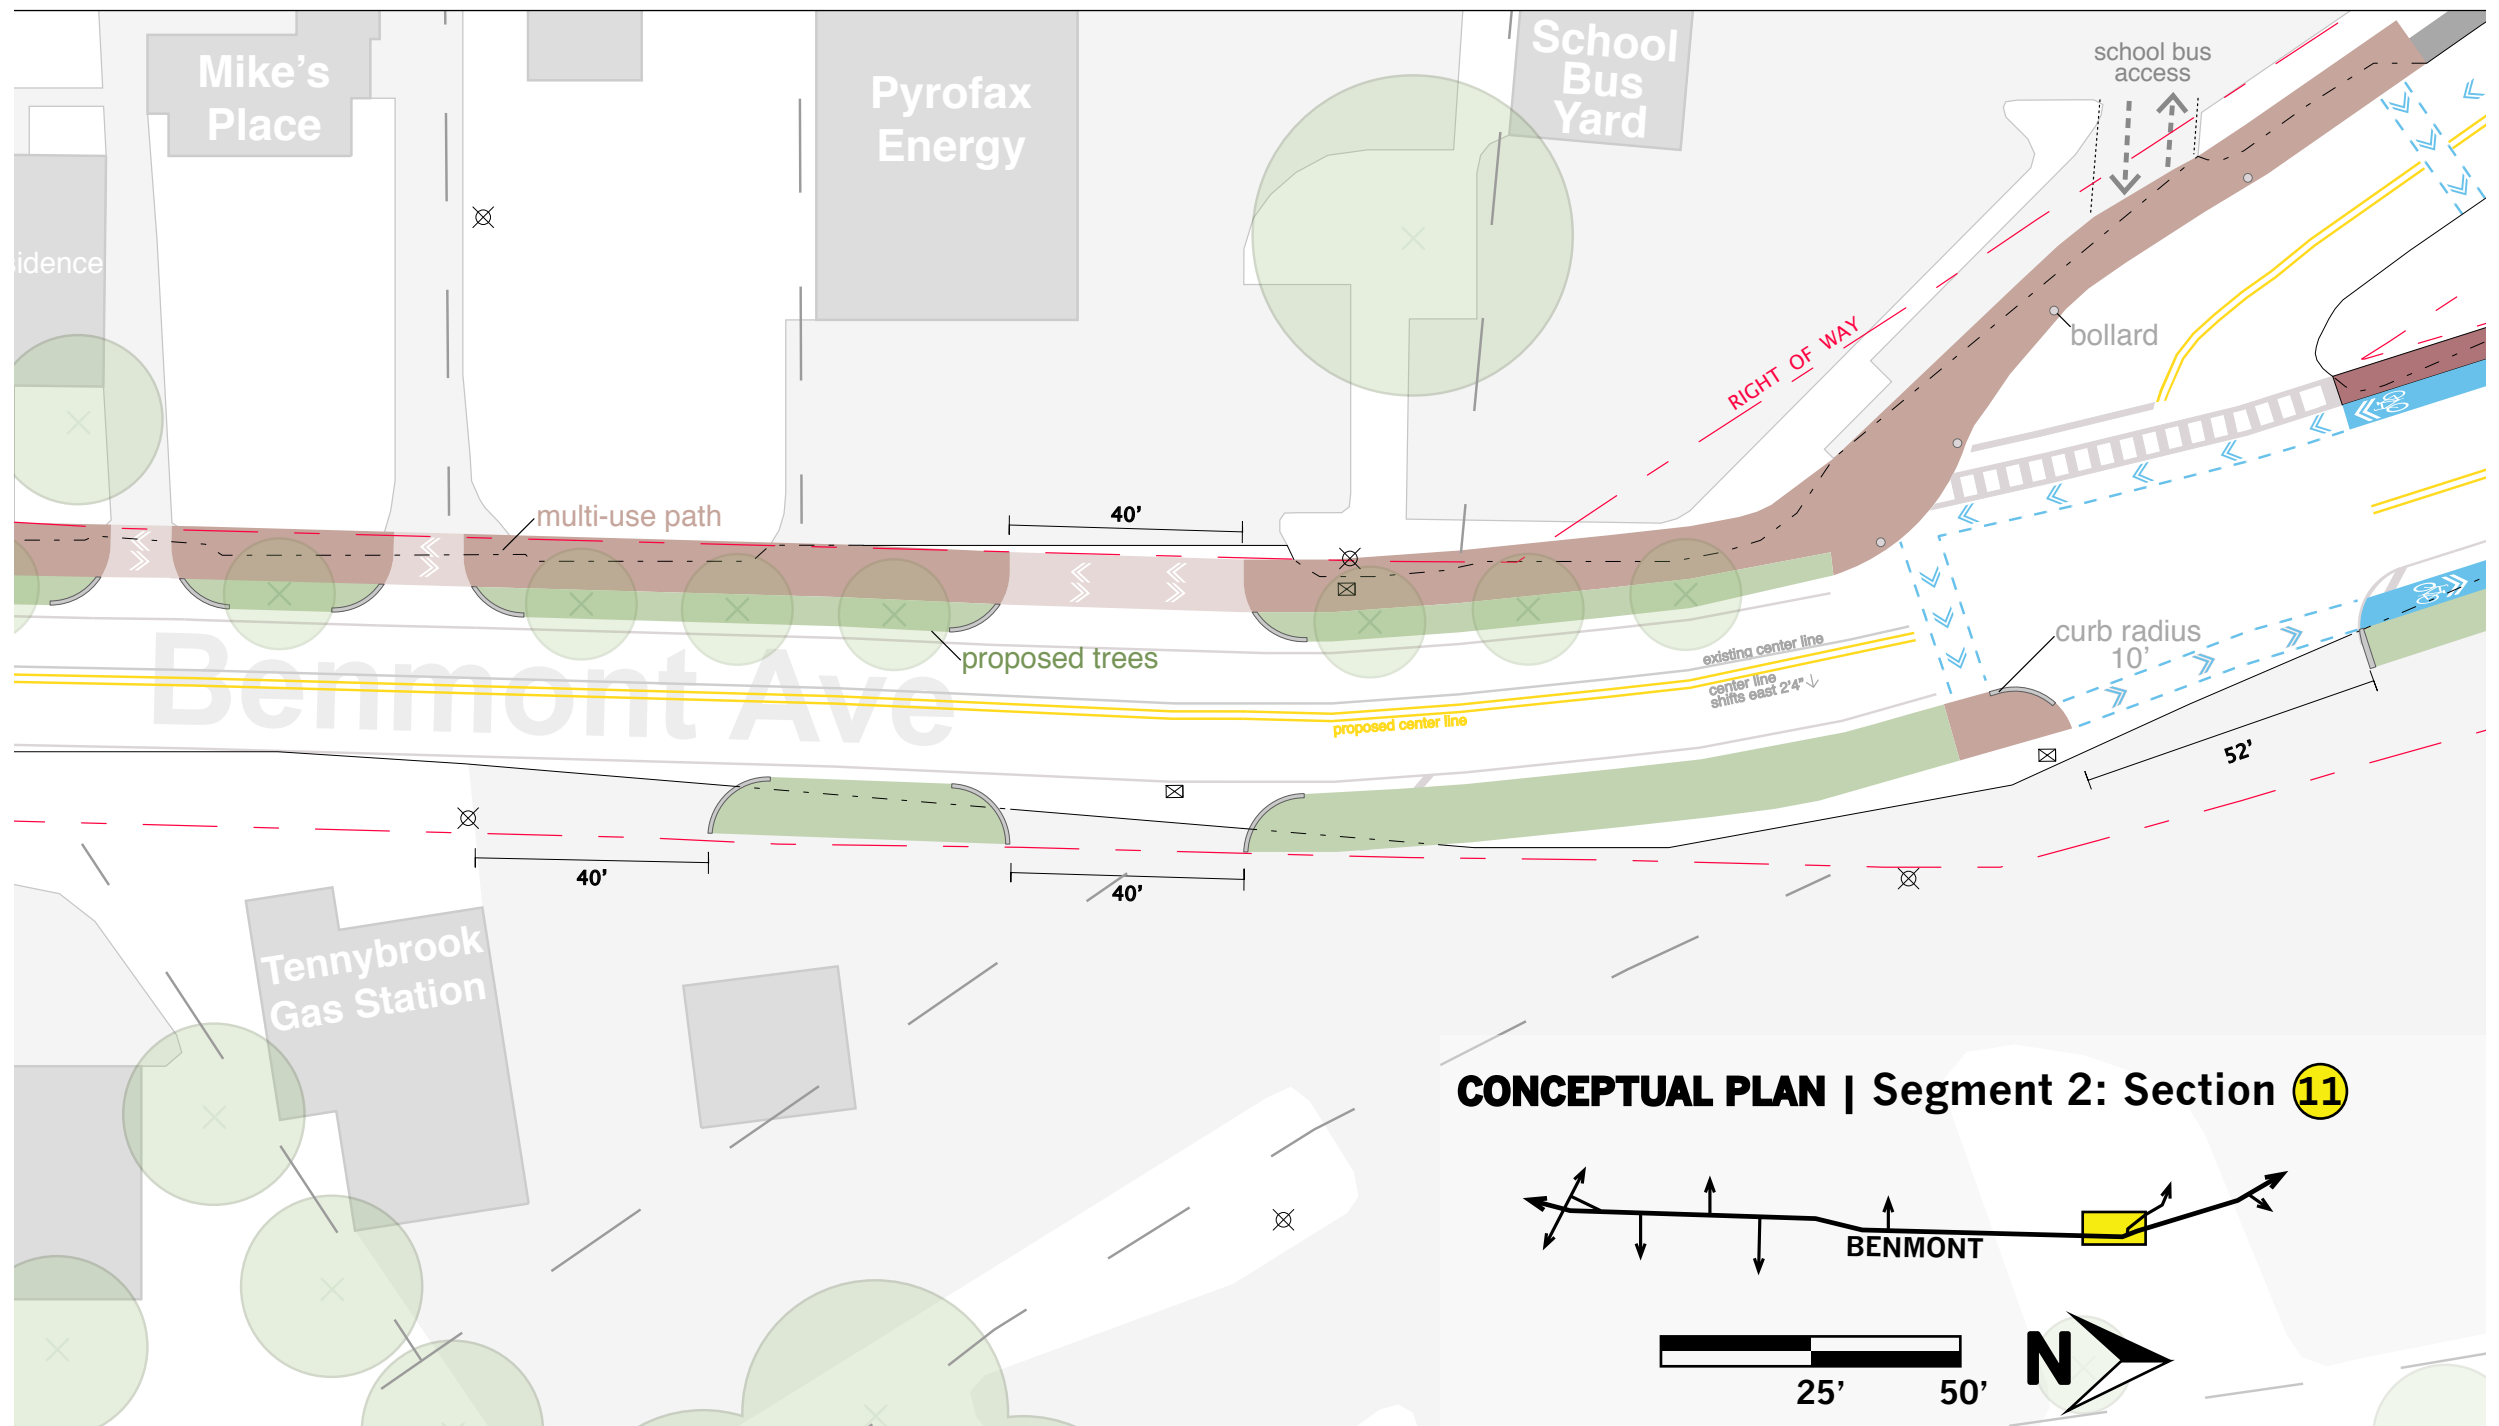 Mike's
Place
Pyrofax
Energy
School
Bus
Yard
school bus
access
idence
bollard
RIGHT OF WAY
multi-use path
40'
proposed trees
Benmont Ave
existing center line
center line
shifts east 2'4"
proposed center line
curb radius
10'
52'
40'
40'
Tennybrook
Gas Station
CONCEPTUAL PLAN | Segment 2: Section 11
BENMONT
25' 50'
N